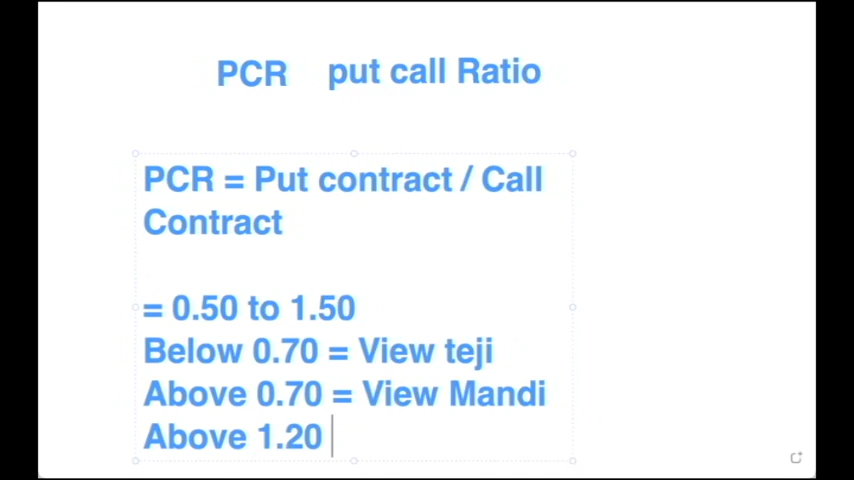 PCR put call Ratio
PCR = Put contract / Call
Contract
= 0.50 to 1.50
Below 0.70 = View teji
Above 0.70 = View Mandi
Above 1.20